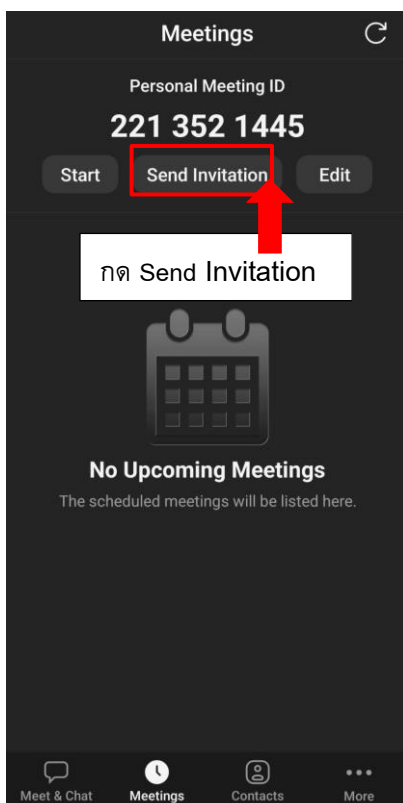 Meetings
Personal Meeting ID
221 352 1445
Start Send Invitation Edit
กด Send Invitation
No Upcoming Meetings
The scheduled meetings will be listed here.
Meet & Chat Meetings Contacts More